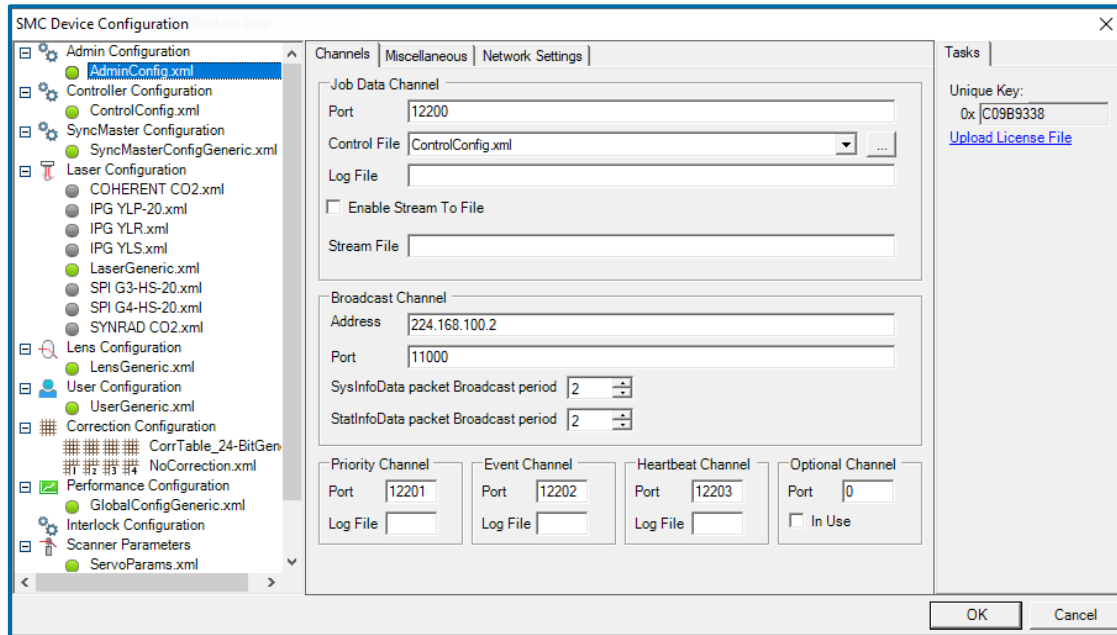 SMC Device Configuration
Admin Configuration
AdminConfig.xml
Controller Configuration
ControlConfig.xml
SyncMaster Configuration
SyncMasterConfigGeneric.xml
Laser Configuration
COHERENT CO2.xml
IPG YLP-20.xml
IPG YLR.xml
IPG YLS.xml
LaserGeneric.xml
SPI G3-HS-20.xml
SPI G4-HS-20.xml
SYNRAD CO2.xml
Lens Configuration
LensGeneric.xml
User Configuration
UserGeneric.xml
Correction Configuration
CorrTable_24-BitGen
1 2 3 4 NoCorrection.xml
Performance Configuration
GlobalConfigGeneric.xml
Interlock Configuration
Scanner Parameters
ServoParams.xml
Channels Miscellaneous Network Settings
Job Data Channel
Port 12200
Control File ControlConfig.xml ...
Log File
Enable Stream To File
Stream File
Broadcast Channel
Address 224.168.100.2
Port 11000
SysInfoData packet Broadcast period 2
StatInfoData packet Broadcast period 2
Priority Channel
Port 12201
Log File
Event Channel
Port 12202
Log File
Heartbeat Channel
Port 12203
Log File
Optional Channel
Port 0
In Use
Tasks
Unique Key:
0x C09B9338
Upload License File
OK Cancel